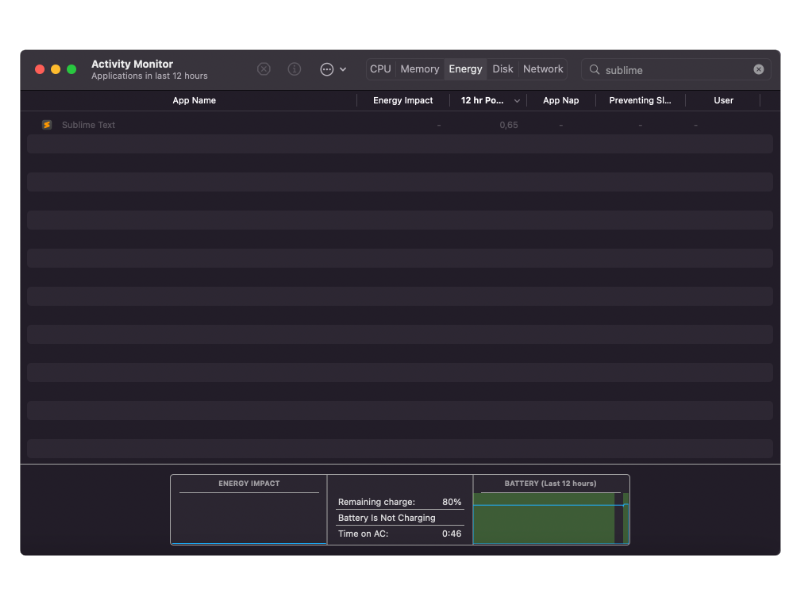 Activity Monitor
Applications in last 12 hours
CPU Memory Energy Disk Network
sublime
App Name Energy Impact 12 hr Po... App Nap Preventing Sl... User
Sublime Text - 0,65 - - -
ENERGY IMPACT
Remaining charge: 80%
Battery Is Not Charging
Time on AC: 0:46
BATTERY (Last 12 hours)